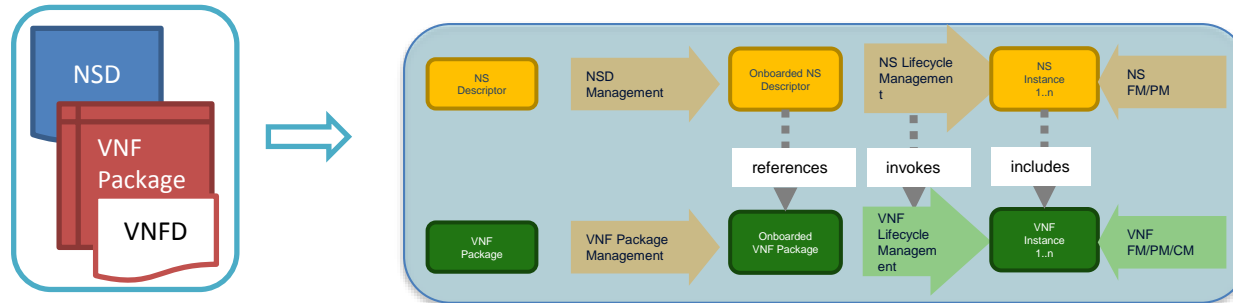 NSD
VNF
Package
VNFD
NS
Descriptor
NSD
Management
Onboarded NS
Descriptor
NS Lifecycle
Managemen
t
NS
Instance
1..n
NS
FM/PM
references
invokes
includes
VNF
Package
VNF Package
Management
Onboarded
VNF Package
VNF
Lifecycle
Managem
ent
VNF
Instance
1..n
VNF
FM/PM/CM